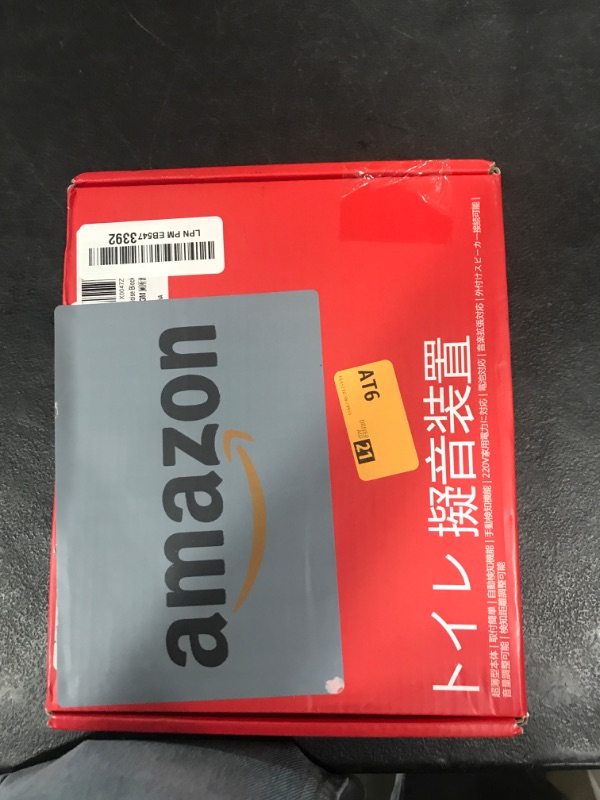 LPN PM EB5473392
X0047Z
amazon
AT6
21
トイレ 擬音装置
超薄型本体 | 取付簡単 | 自動検知機能 | 手動検知機能 | 220V家用電力に対応 | 電池対応 | 音楽拡張対応 | 外付けスピーカー接続可能 |
音量調整可能 | 検知距離調整可能